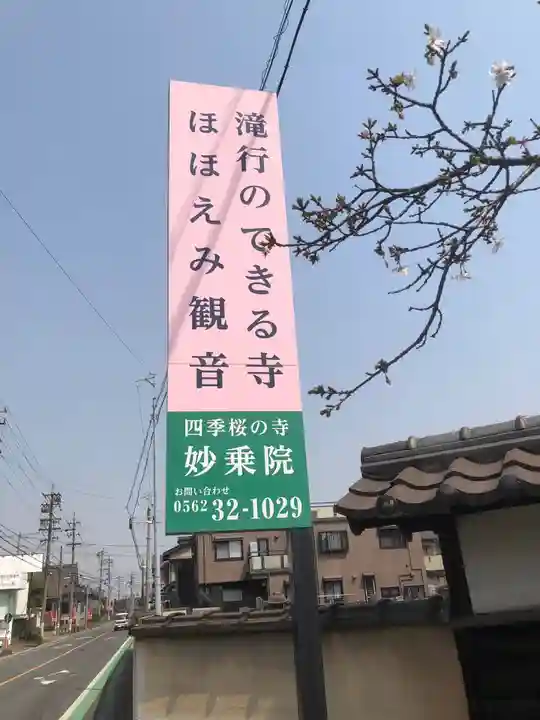 滝行のできる寺
ほほえみ観音
四季桜の寺
妙乗院
お問い合わせ
0562 32-1029